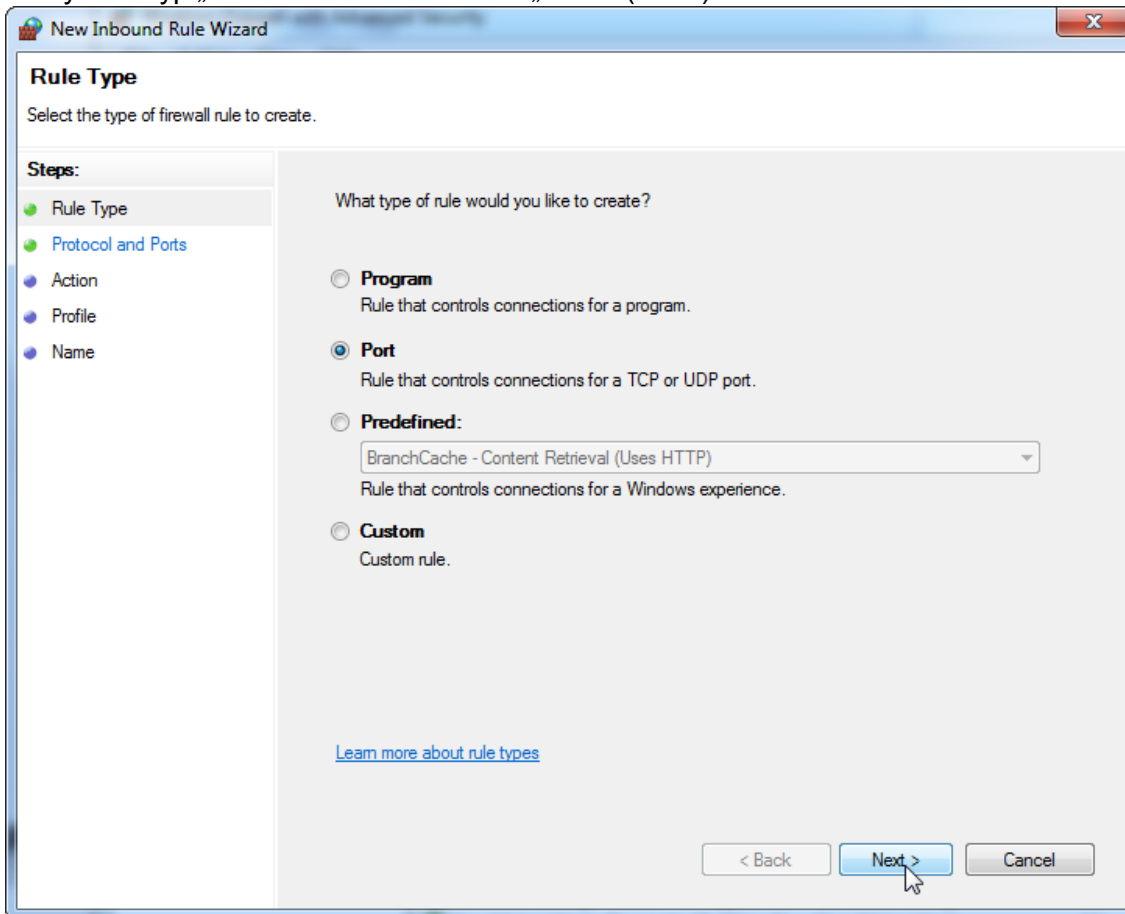 New Inbound Rule Wizard
Rule Type
Select the type of firewall rule to create.
Steps:
Rule Type
Protocol and Ports
Action
Profile
Name
What type of rule would you like to create?
Program
Rule that controls connections for a program.
Port
Rule that controls connections for a TCP or UDP port.
Predefined:
BranchCache - Content Retrieval (Uses HTTP)
Rule that controls connections for a Windows experience.
Custom
Custom rule.
Learn more about rule types
< Back
Next >
Cancel